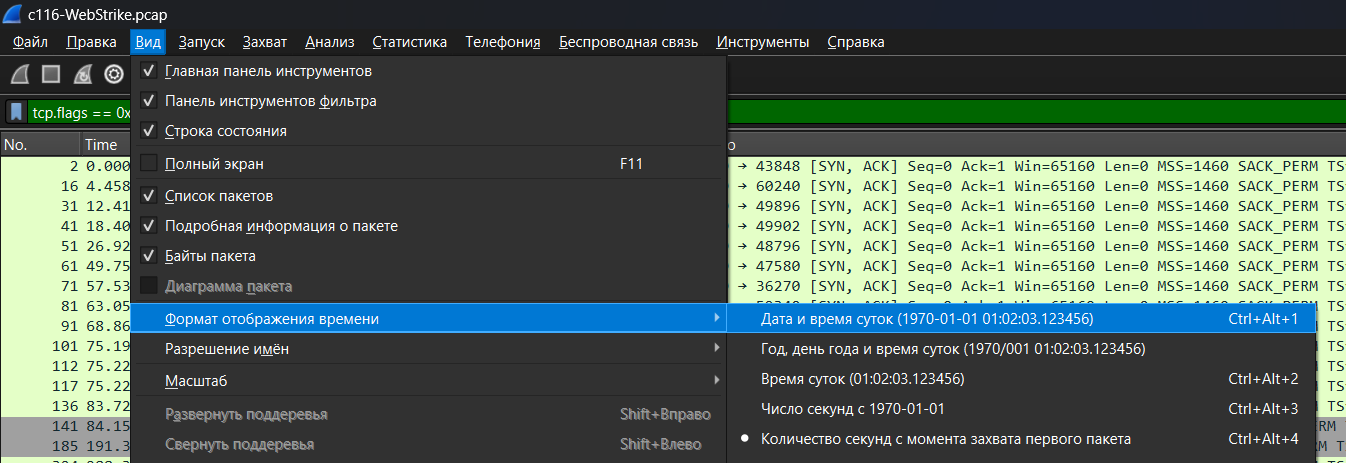 c116-WebStrike.pcap
Файл Правка Вид Запуск Захват Анализ Статистика Телефония Беспроводная связь Инструменты Справка
Главная панель инструментов
Панель инструментов фильтра
tcp.flags == 0x
Строка состояния
No. Time
Полный экран F11
2 0.000 → 43848 [SYN, ACK] Seq=0 Ack=1 Win=65160 Len=0 MSS=1460 SACK_PERM TS
16 4.458 → 60240 [SYN, ACK] Seq=0 Ack=1 Win=65160 Len=0 MSS=1460 SACK_PERM TS
Список пакетов
31 12.41 → 49896 [SYN, ACK] Seq=0 Ack=1 Win=65160 Len=0 MSS=1460 SACK_PERM TS
41 18.40 → 49902 [SYN, ACK] Seq=0 Ack=1 Win=65160 Len=0 MSS=1460 SACK_PERM TS
Подробная информация о пакете
51 26.92 → 48796 [SYN, ACK] Seq=0 Ack=1 Win=65160 Len=0 MSS=1460 SACK_PERM TS
Байты пакета
61 49.75 → 47580 [SYN, ACK] Seq=0 Ack=1 Win=65160 Len=0 MSS=1460 SACK_PERM TS
71 57.53 → 36270 [SYN, ACK] Seq=0 Ack=1 Win=65160 Len=0 MSS=1460 SACK_PERM TS
Диаграмма пакета
81 63.05
Формат отображения времени
Дата и время суток (1970-01-01 01:02:03.123456) Ctrl+Alt+1
91 68.86
101 75.19
Разрешение имён
Год, день года и время суток (1970/001 01:02:03.123456)
112 75.22
Масштаб
Время суток (01:02:03.123456) Ctrl+Alt+2
117 75.22
136 83.72
Развернуть поддеревья Shift+Вправо
Число секунд с 1970-01-01 Ctrl+Alt+3
141 84.15
185 191.3
Свернуть поддеревья Shift+Влево
Количество секунд с момента захвата первого пакета Ctrl+Alt+4